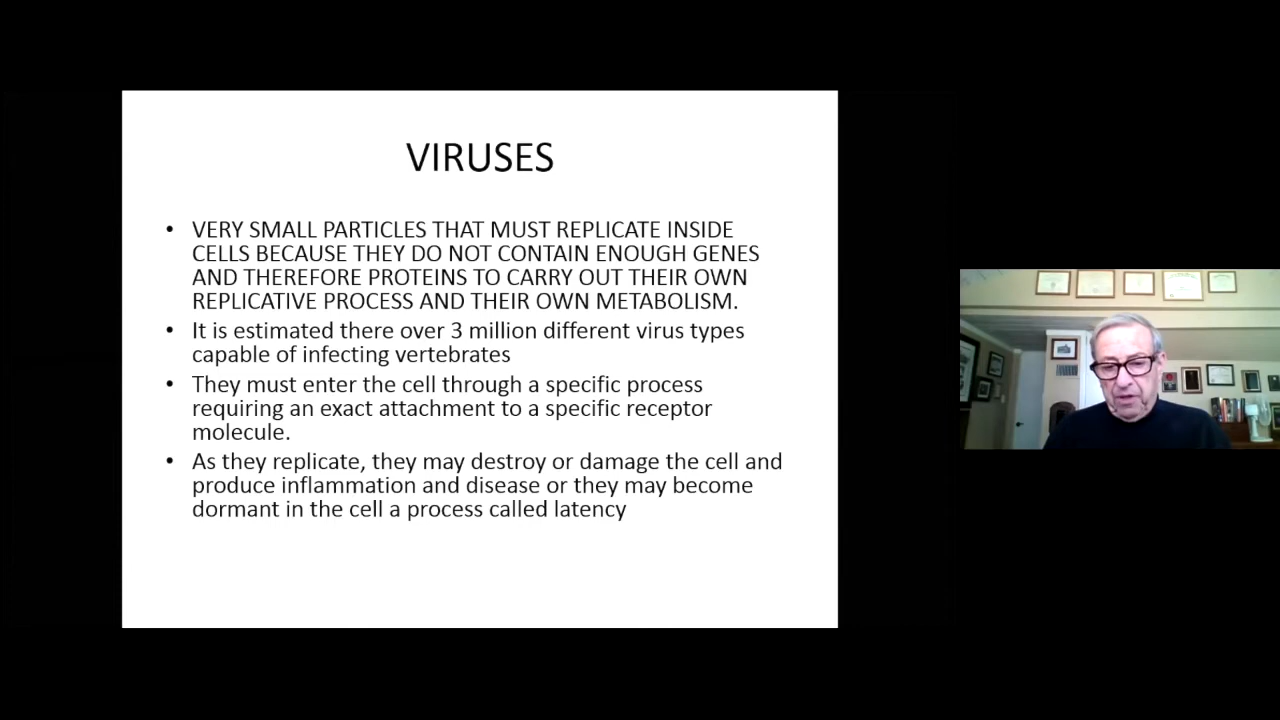 VIRUSES
• VERY SMALL PARTICLES THAT MUST REPLICATE INSIDE
CELLS BECAUSE THEY DO NOT CONTAIN ENOUGH GENES
AND THEREFORE PROTEINS TO CARRY OUT THEIR OWN
REPLICATIVE PROCESS AND THEIR OWN METABOLISM.
• It is estimated there over 3 million different virus types
capable of infecting vertebrates
• They must enter the cell through a specific process
requiring an exact attachment to a specific receptor
molecule.
• As they replicate, they may destroy or damage the cell and
produce inflammation and disease or they may become
dormant in the cell a process called latency